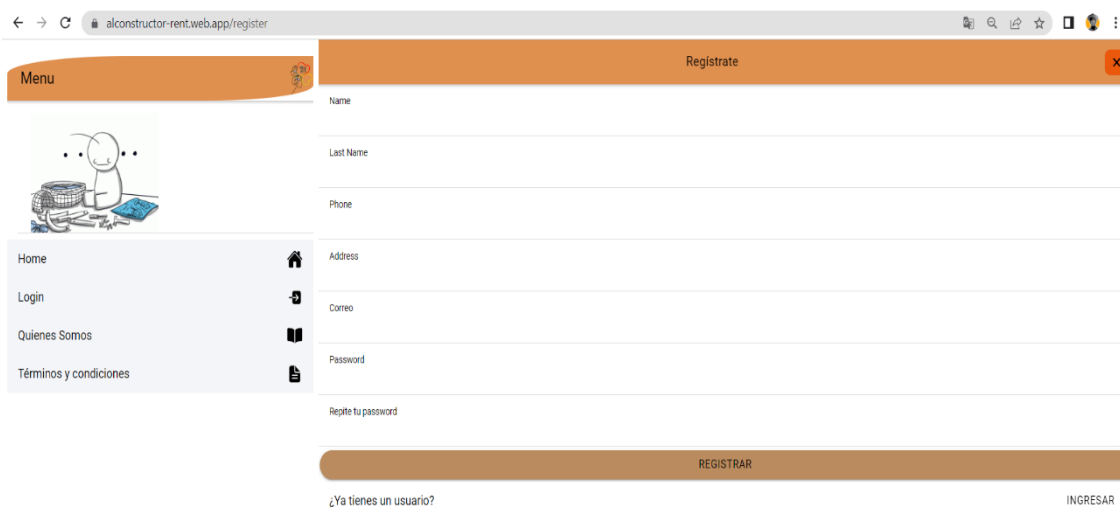 alconstructor-rent.web.app/register
Menu
Home
Login
Quienes Somos
Términos y condiciones
Regístrate
Name
Last Name
Phone
Address
Correo
Password
Repite tu password
REGISTRAR
¿Ya tienes un usuario?
INGRESAR